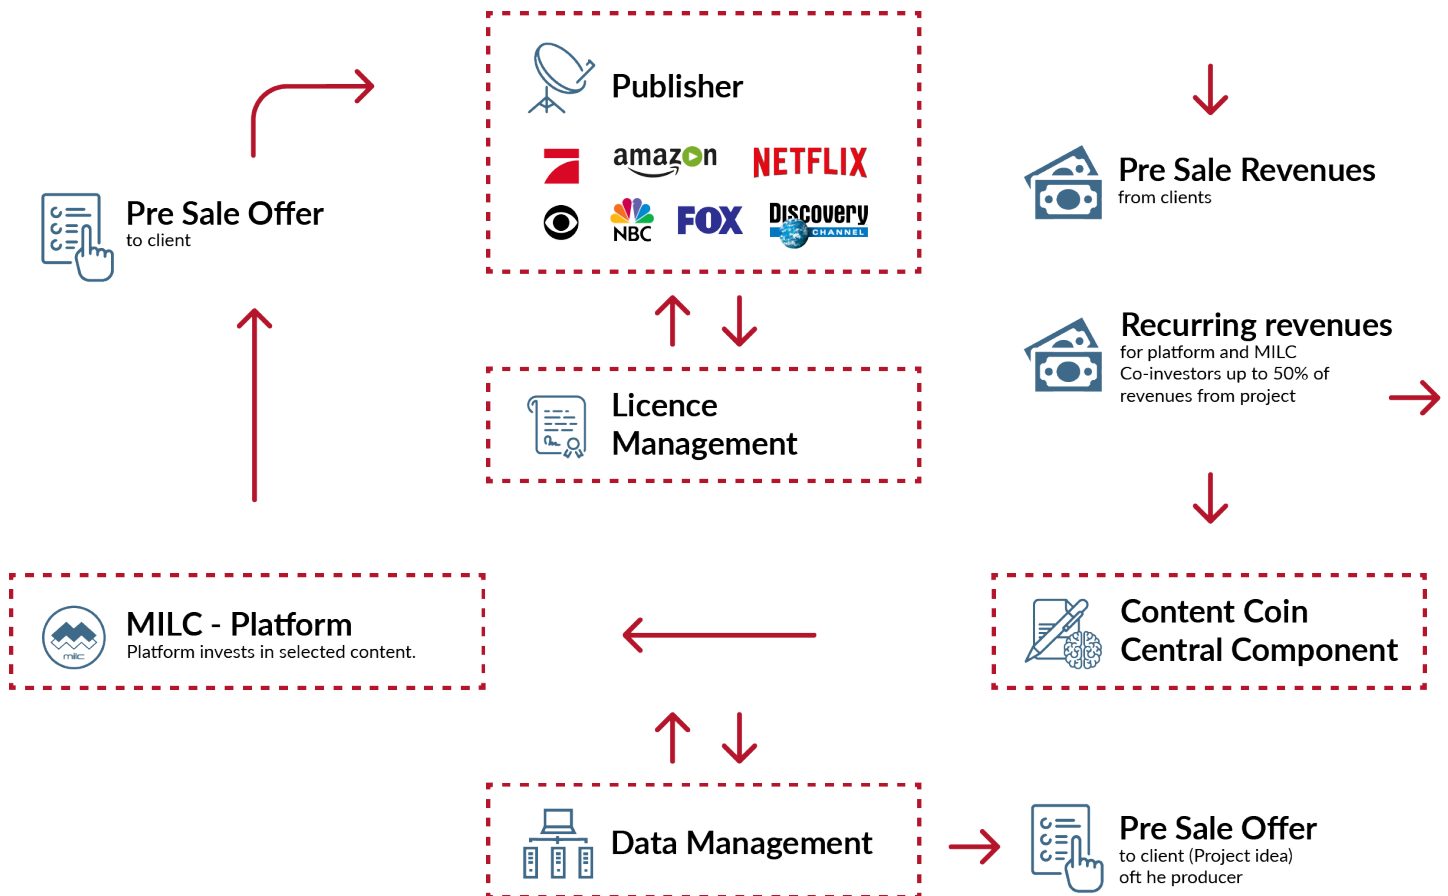 Publisher
amazon
NETFLIX
NBC
FOX
Discovery
CHANNEL
Pre Sale Offer
to client
Pre Sale Revenues
from clients
Recurring revenues
for platform and MILC
Co-investors up to 50% of
revenues from project
Licence
Management
MILC - Platform
Platform invests in selected content.
milc
Content Coin
Central Component
Data Management
Pre Sale Offer
to client (Project idea)
oft he producer